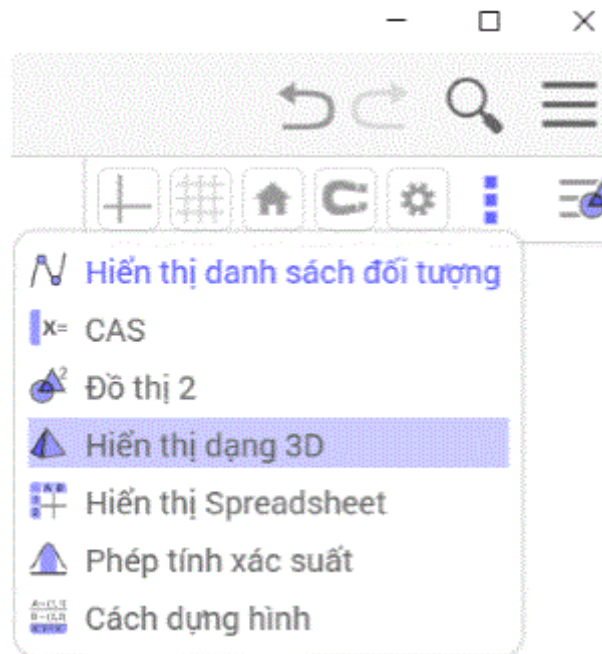 Hiển thị danh sách đối tượng
x= CAS
Đồ thị 2
Hiển thị dạng 3D
Hiển thị Spreadsheet
Phép tính xác suất
Cách dựng hình